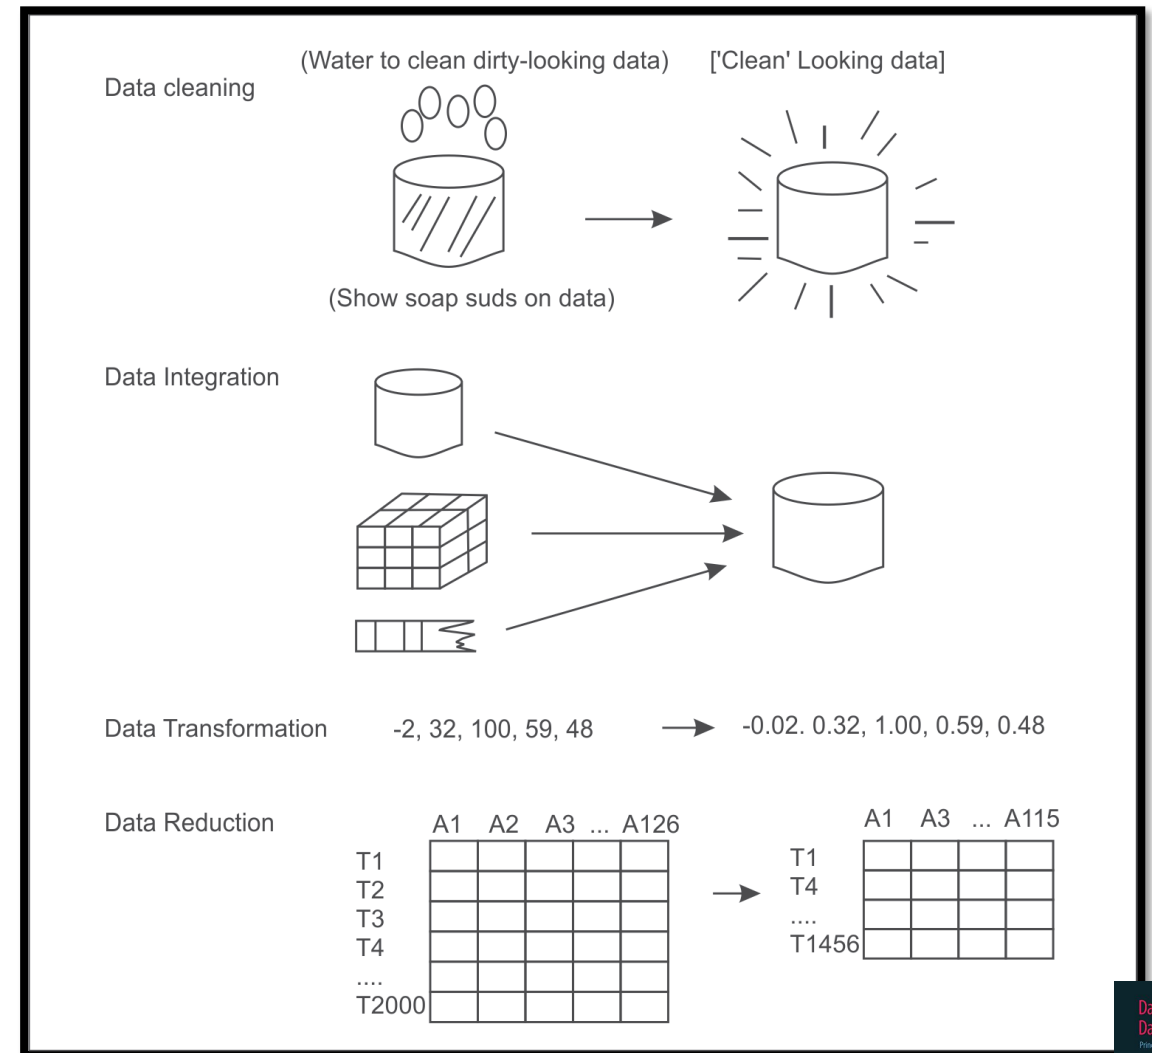 (Water to clean dirty-looking data) ['Clean' Looking data]
Data cleaning
(Show soap suds on data)
Data Integration
Data Transformation -2, 32, 100, 59, 48 -0.02. 0.32, 1.00, 0.59, 0.48
Data Reduction
A1 A2 A3 ... A126
T1
T2
T3
T4
....
T2000
A1 A3 ... A115
T1
T4
....
T1456